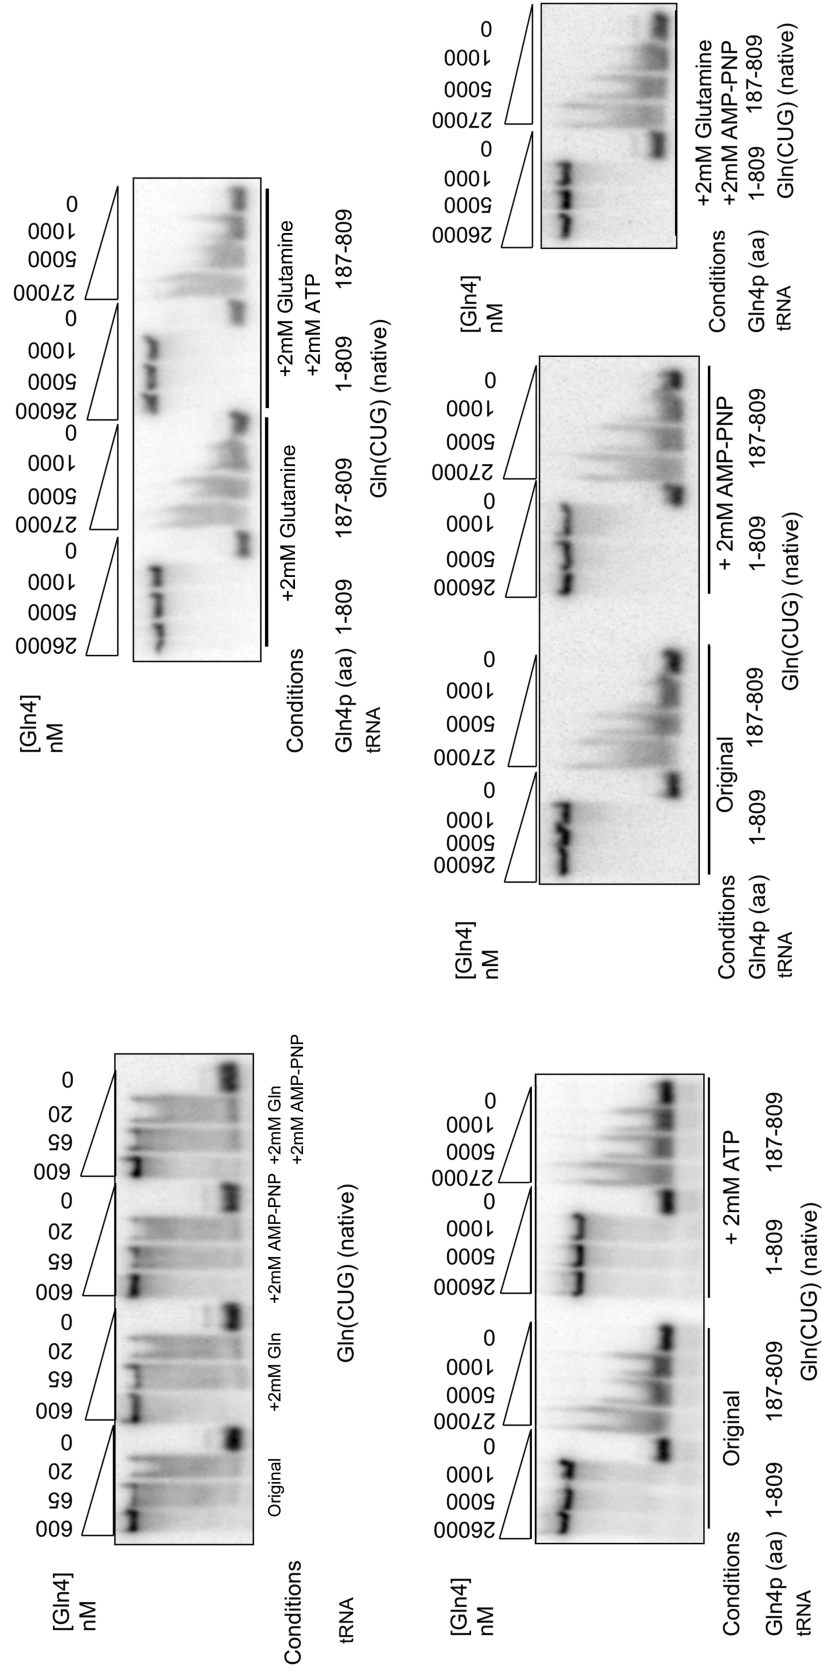 [Gln4]
nM
600 65 20 0 600 65 20 0 600 65 20 0 600 65 20 0
Conditions Original +2mM Gln +2mM AMP-PNP +2mM Gln
+2mM AMP-PNP
tRNA Gln(CUG) (native)
[Gln4]
nM
26000 5000 1000 0 27000 5000 1000 0 26000 5000 1000 0 27000 5000 1000 0
Conditions +2mM Glutamine +2mM Glutamine
+2mM ATP
Gln4p (aa) 1-809 187-809 1-809 187-809
tRNA Gln(CUG) (native)
[Gln4]
nM
26000 5000 1000 0 27000 5000 1000 0 26000 5000 1000 0 27000 5000 1000 0
Conditions Original + 2mM ATP
Gln4p (aa) 1-809 187-809 1-809 187-809
tRNA Gln(CUG) (native)
[Gln4]
nM
26000 5000 1000 0 27000 5000 1000 0 26000 5000 1000 0 27000 5000 1000 0
Conditions Original + 2mM AMP-PNP
Gln4p (aa) 1-809 187-809 1-809 187-809
tRNA Gln(CUG) (native)
[Gln4]
nM
26000 5000 1000 0 27000 5000 1000 0
Conditions +2mM Glutamine
+2mM AMP-PNP
Gln4p (aa) 1-809 187-809
tRNA Gln(CUG) (native)